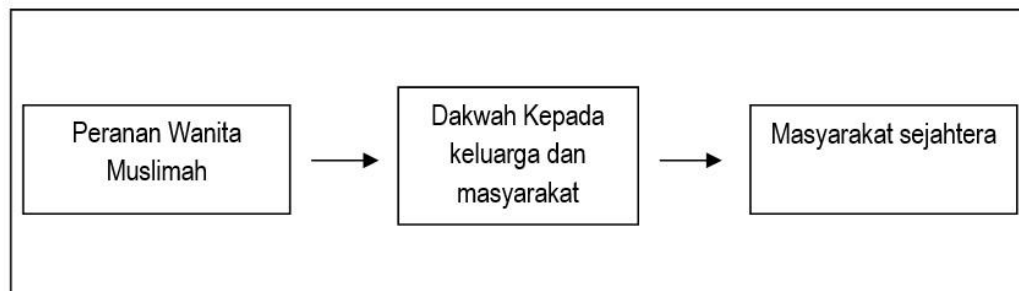 Peranan Wanita
Muslimah
Dakwah Kepada
keluarga dan
masyarakat
Masyarakat sejahtera